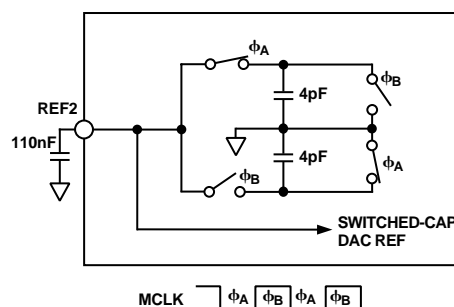 ϕA
ϕB
4pF
REF2
110nF
4pF
ϕA
ϕB
SWITCHED-CAP
DAC REF
MCLK ϕA ϕB ϕA ϕB